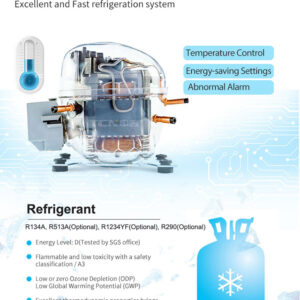 Excellent and Fast refrigeration system
Temperature Control
Energy-saving Settings
Abnormal Alarm
Refrigerant
R134A, R513A(Optional), R1234YF(Optional), R290(Optional)
Energy Level: D(Tested by SGS office)
Flammable and low toxicity with a safety
classification / A3
Low or zero Ozone Depletion (ODP)
Low Global Warming Potential (GWP)